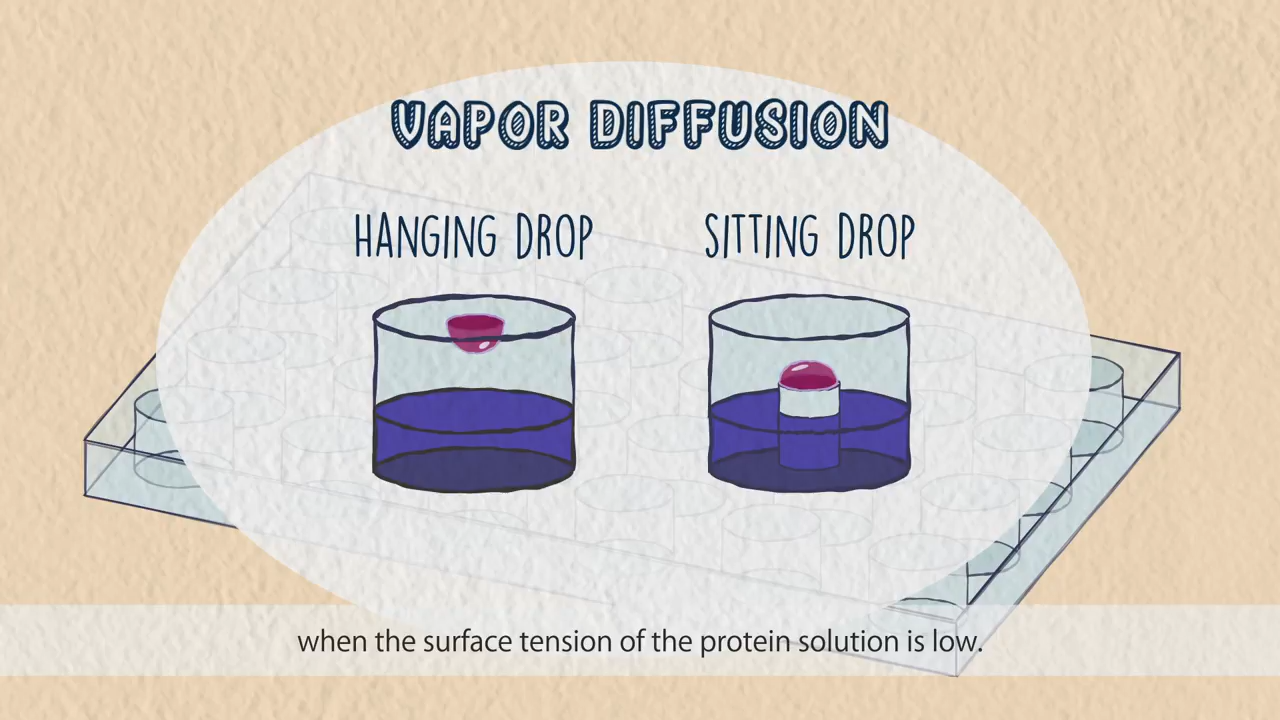 VAPOR DIFFUSION
HANGING DROP
SITTING DROP
when the surface tension of the protein solution is low.